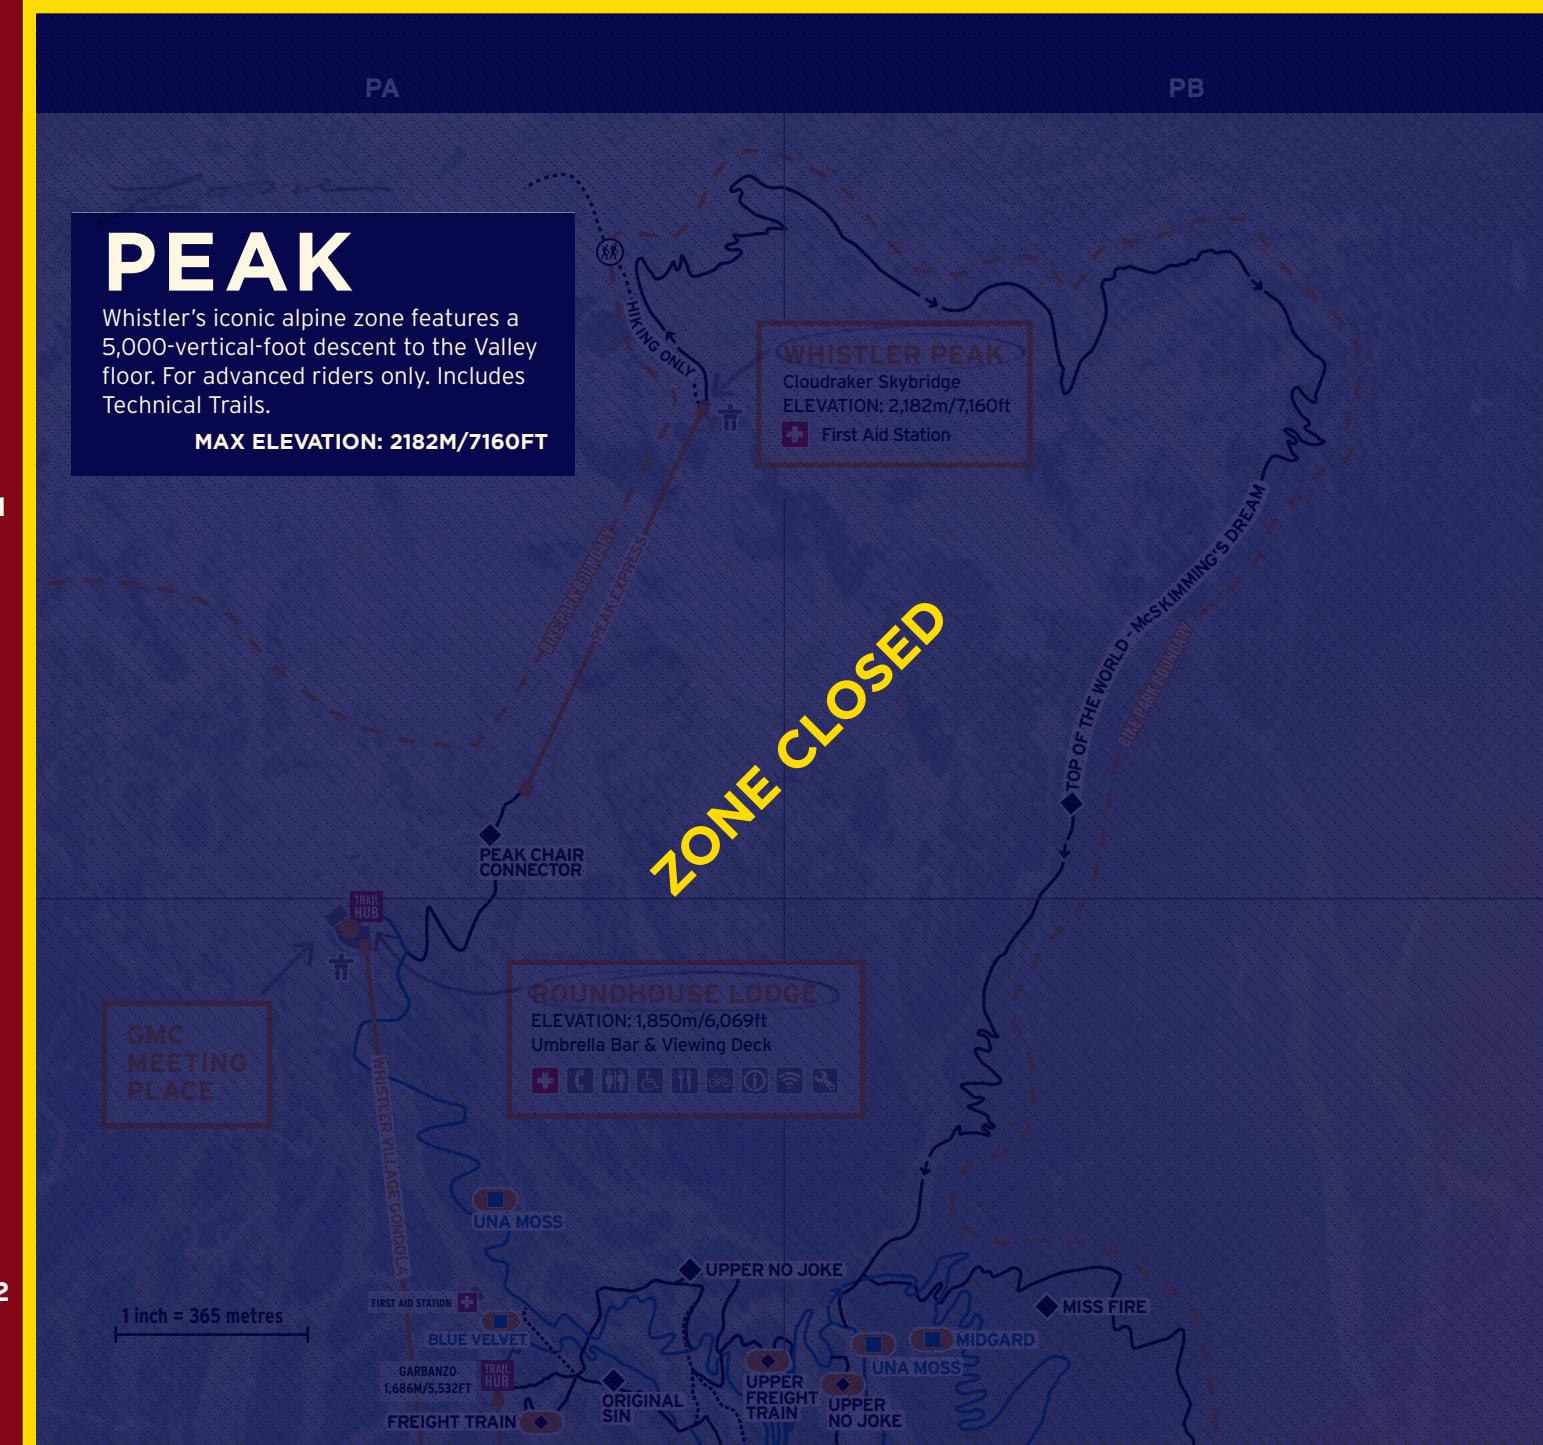 PA
PB
PEAK
Whistler's iconic alpine zone features a
5,000-vertical-foot descent to the Valley
floor. For advanced riders only. Includes
Technical Trails.
MAX ELEVATION: 2182M/7160FT
HIKING ONLY
WHISTLER PEAK
Cloudraker Skybridge
ELEVATION: 2,182m/7,160ft
First Aid Station
1
BIKE PARK BOUNDARY
PEAK EXPRESS
ZONE CLOSED
TOP OF THE WORLD - McSKIMMING'S DREAM
BIKE PARK BOUNDARY
PEAK CHAIR
CONNECTOR
TRAIL
HUB
ROUNDHOUSE LODGE
ELEVATION: 1,850m/6,069ft
Umbrella Bar & Viewing Deck
GMC
MEETING
PLACE
WHISTLER VILLAGE GONDOLA
UNA MOSS
UPPER NO JOKE
2
1 inch = 365 metres
FIRST AID STATION
BLUE VELVET
MISS FIRE
MIDGARD
UNA MOSS
GARBANZO
1,686M/5,532FT
TRAIL
HUB
ORIGINAL
SIN
UPPER
FREIGHT
TRAIN
UPPER
NO JOKE
FREIGHT TRAIN